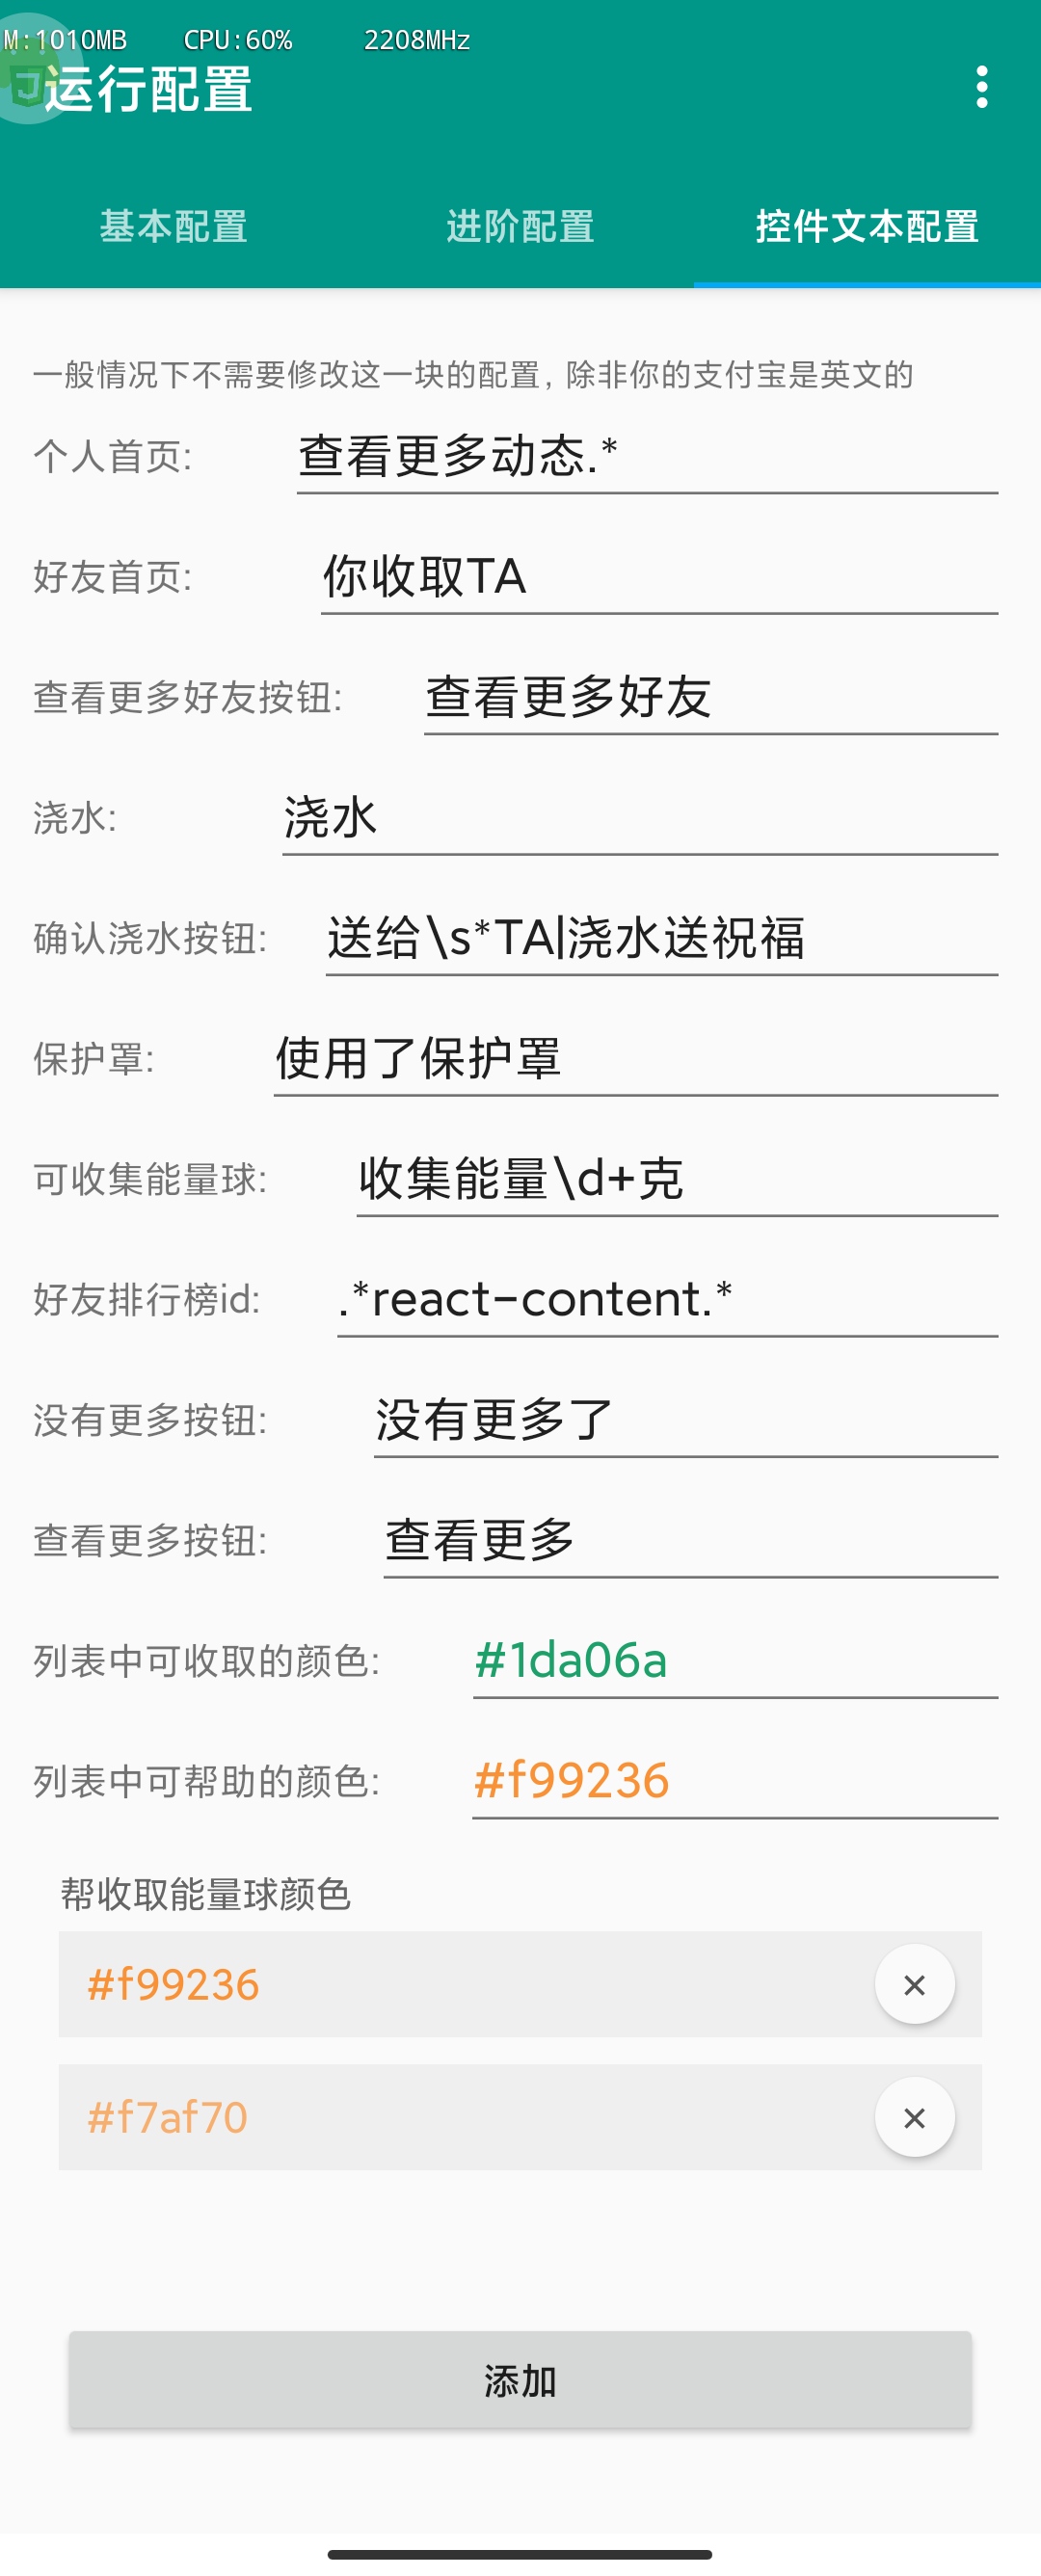 M:1010MB CPU:60% 2208MHz
运行配置
基本配置 进阶配置 控件文本配置
一般情况下不需要修改这一块的配置，除非你的支付宝是英文的
个人首页: 查看更多动态.*
好友首页: 你收取TA
查看更多好友按钮: 查看更多好友
浇水: 浇水
确认浇水按钮: 送给\s*TA|浇水送祝福
保护罩: 使用了保护罩
可收集能量球: 收集能量\d+克
好友排行榜id: .*react-content.*
没有更多按钮: 没有更多了
查看更多按钮: 查看更多
列表中可收取的颜色: #1da06a
列表中可帮助的颜色: #f99236
帮收取能量球颜色
#f99236 ×
#f7af70 ×
添加